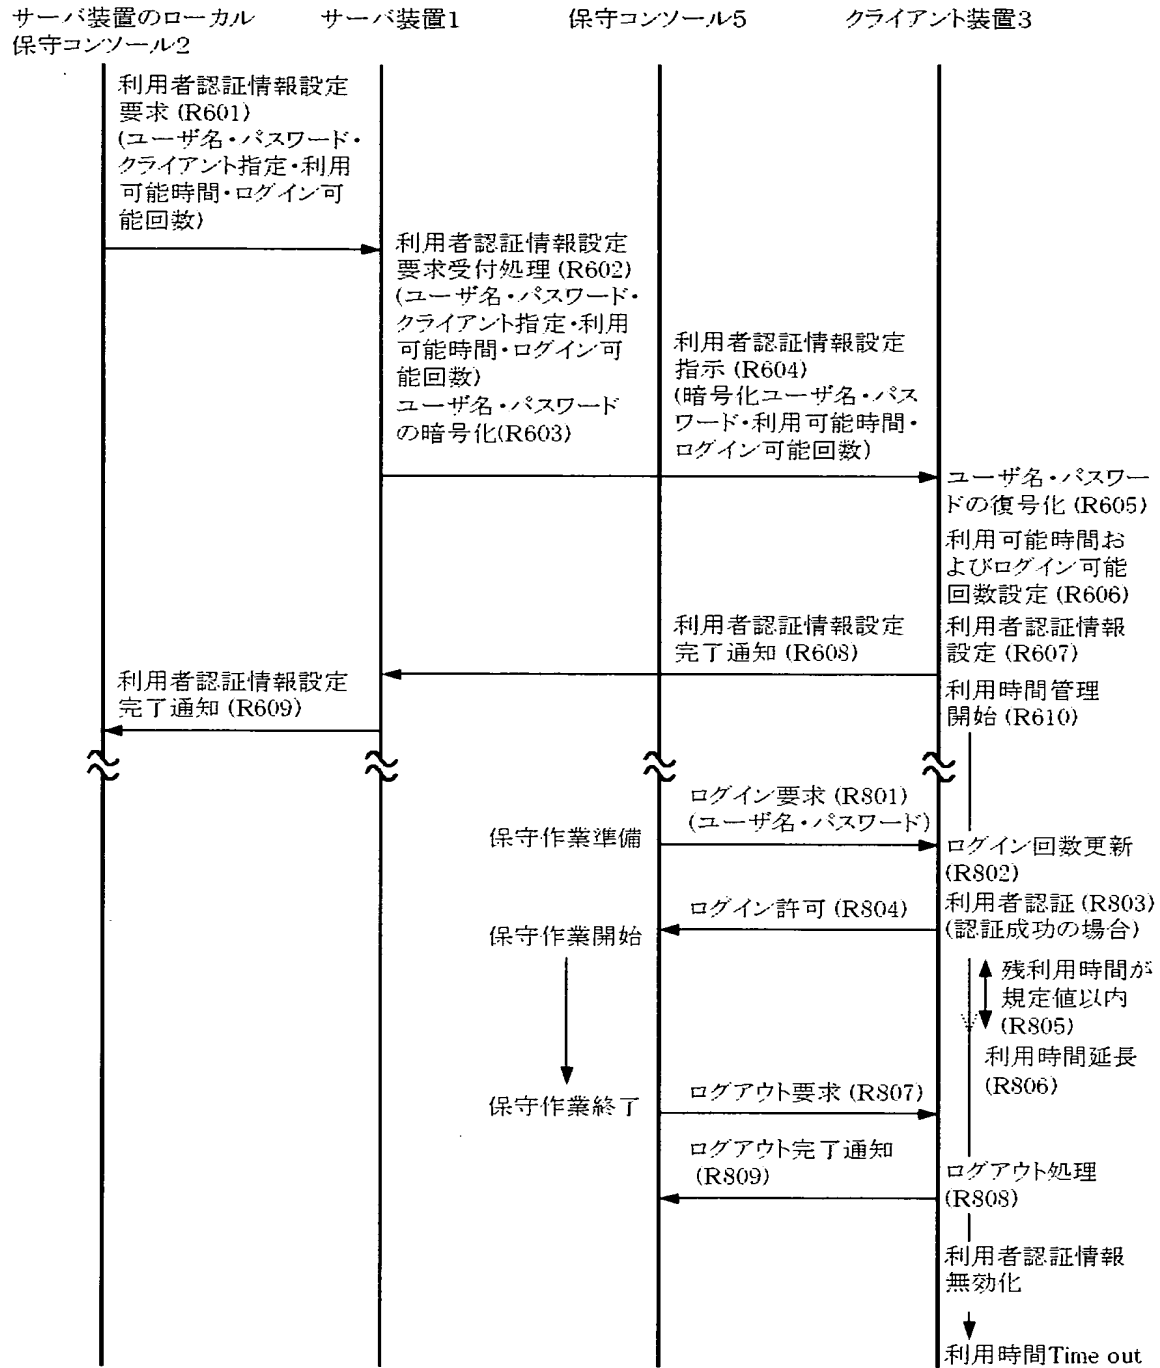 サーバ装置のローカル
保守コンソール2
サーバ装置1
保守コンソール5
クライアント装置3
利用者認証情報設定
要求 (R601)
(ユーザ名・パスワード・
クライアント指定・利用
可能時間・ログイン可
能回数)
利用者認証情報設定
要求受付処理 (R602)
(ユーザ名・パスワード・
クライアント指定・利用
可能時間・ログイン可
能回数)
ユーザ名・パスワード
の暗号化(R603)
利用者認証情報設定
指示 (R604)
(暗号化ユーザ名・パス
ワード・利用可能時間・
ログイン可能回数)
ユーザ名・パスワー
ドの復号化 (R605)
利用可能時間お
よびログイン可能
回数設定 (R606)
利用者認証情報
設定 (R607)
利用者認証情報設定
完了通知 (R608)
利用者認証情報設定
完了通知 (R609)
利用時間管理
開始 (R610)
ログイン要求 (R801)
(ユーザ名・パスワード)
保守作業準備
ログイン回数更新
(R802)
利用者認証 (R803)
(認証成功の場合)
ログイン許可 (R804)
保守作業開始
残利用時間が
規定値以内
(R805)
利用時間延長
(R806)
ログアウト要求 (R807)
保守作業終了
ログアウト完了通知
(R809)
ログアウト処理
(R808)
利用者認証情報
無効化
利用時間Time out